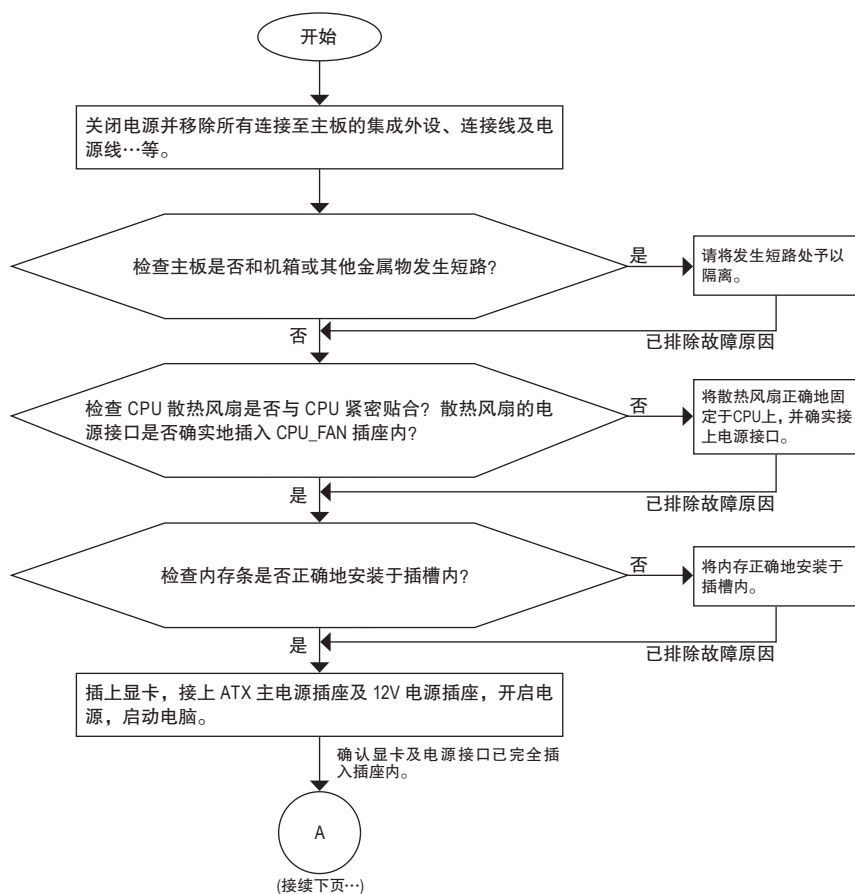 开始
关闭电源并移除所有连接至主板的集成外设、连接线及电
源线…等。
检查主板是否和机箱或其他金属物发生短路？
是
请将发生短路处予以
隔离。
否
已排除故障原因
检查 CPU 散热风扇是否与 CPU 紧密贴合？散热风扇的电
源接口是否确实地插入 CPU_FAN 插座内？
否
将散热风扇正确地固
定于CPU上，并确实接
上电源接口。
是
已排除故障原因
检查内存条是否正确地安装于插槽内？
否
将内存正确地安装于
插槽内。
是
已排除故障原因
插上显卡，接上 ATX 主电源插座及 12V 电源插座，开启电
源，启动电脑。
确认显卡及电源接口已完全插
入插座内。
A
(接续下页…)